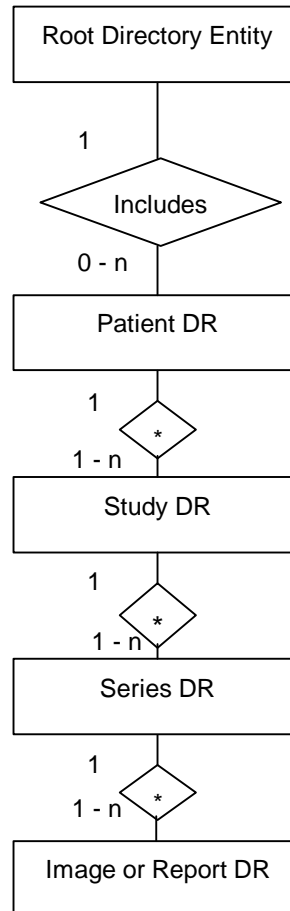 Root Directory Entity
1
Includes
0 - n
Patient DR
1
*
1 - n
Study DR
1
*
1 - n
Series DR
1
*
1 - n
Image or Report DR